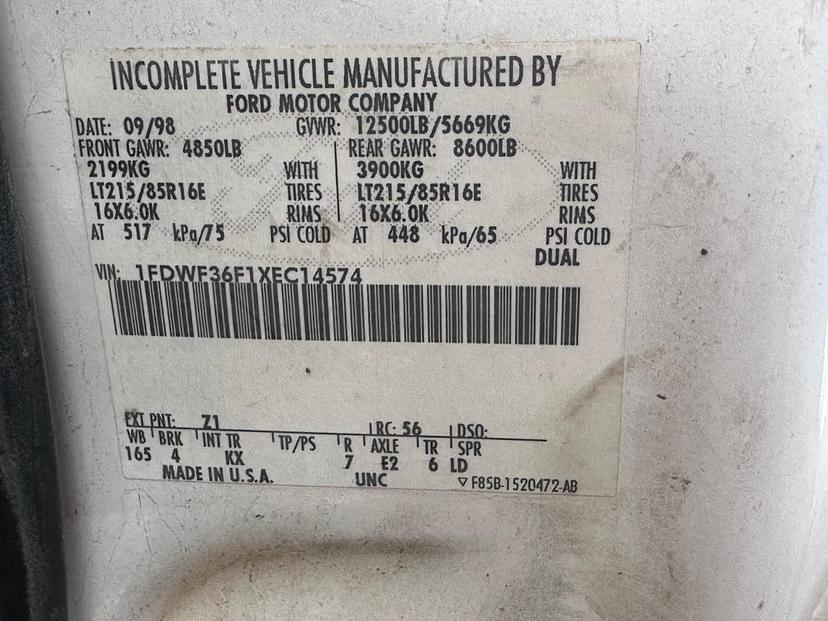 INCOMPLETE VEHICLE MANUFACTURED BY
FORD MOTOR COMPANY
DATE: 09/98 GVWR: 12500LB/5669KG
FRONT GAWR: 4850LB REAR GAWR: 8600LB
2199KG WITH 3900KG WITH
LT215/85R16E TIRES LT215/85R16E TIRES
16X6.0K RIMS 16X6.0K RIMS
AT 517 kPa/75 PSI COLD AT 448 kPa/65 PSI COLD
DUAL
VIN: 1FDWF36F1XEC14574
EXT PNT: Z1 RC: 56 DSO:
WB BRK INT TR TP/PS R AXLE TR SPR
165 4 KX 7 E2 6 LD
MADE IN U.S.A. UNC ▽ F85B-1520472-AB